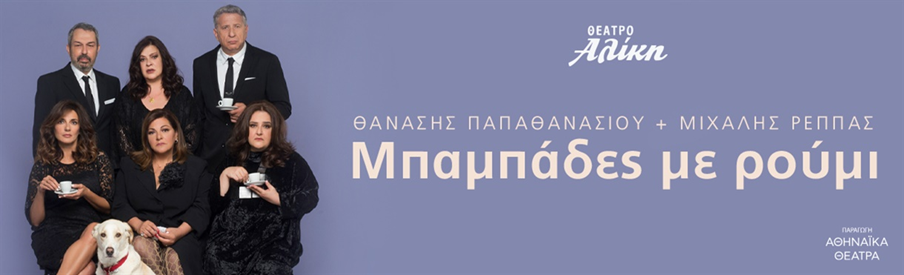 ΘΕΑΤΡΟ
Αλίκη
ΘΑΝΑΣΗΣ ΠΑΠΑΘΑΝΑΣΙΟΥ + ΜΙΧΑΛΗΣ ΡΕΠΠΑΣ
Μπαμπάδες με ρούμι
ΠΑΡΑΓΩΓΗ
ΑΘΗΝΑΪΚΑ
ΘΕΑΤΡΑ